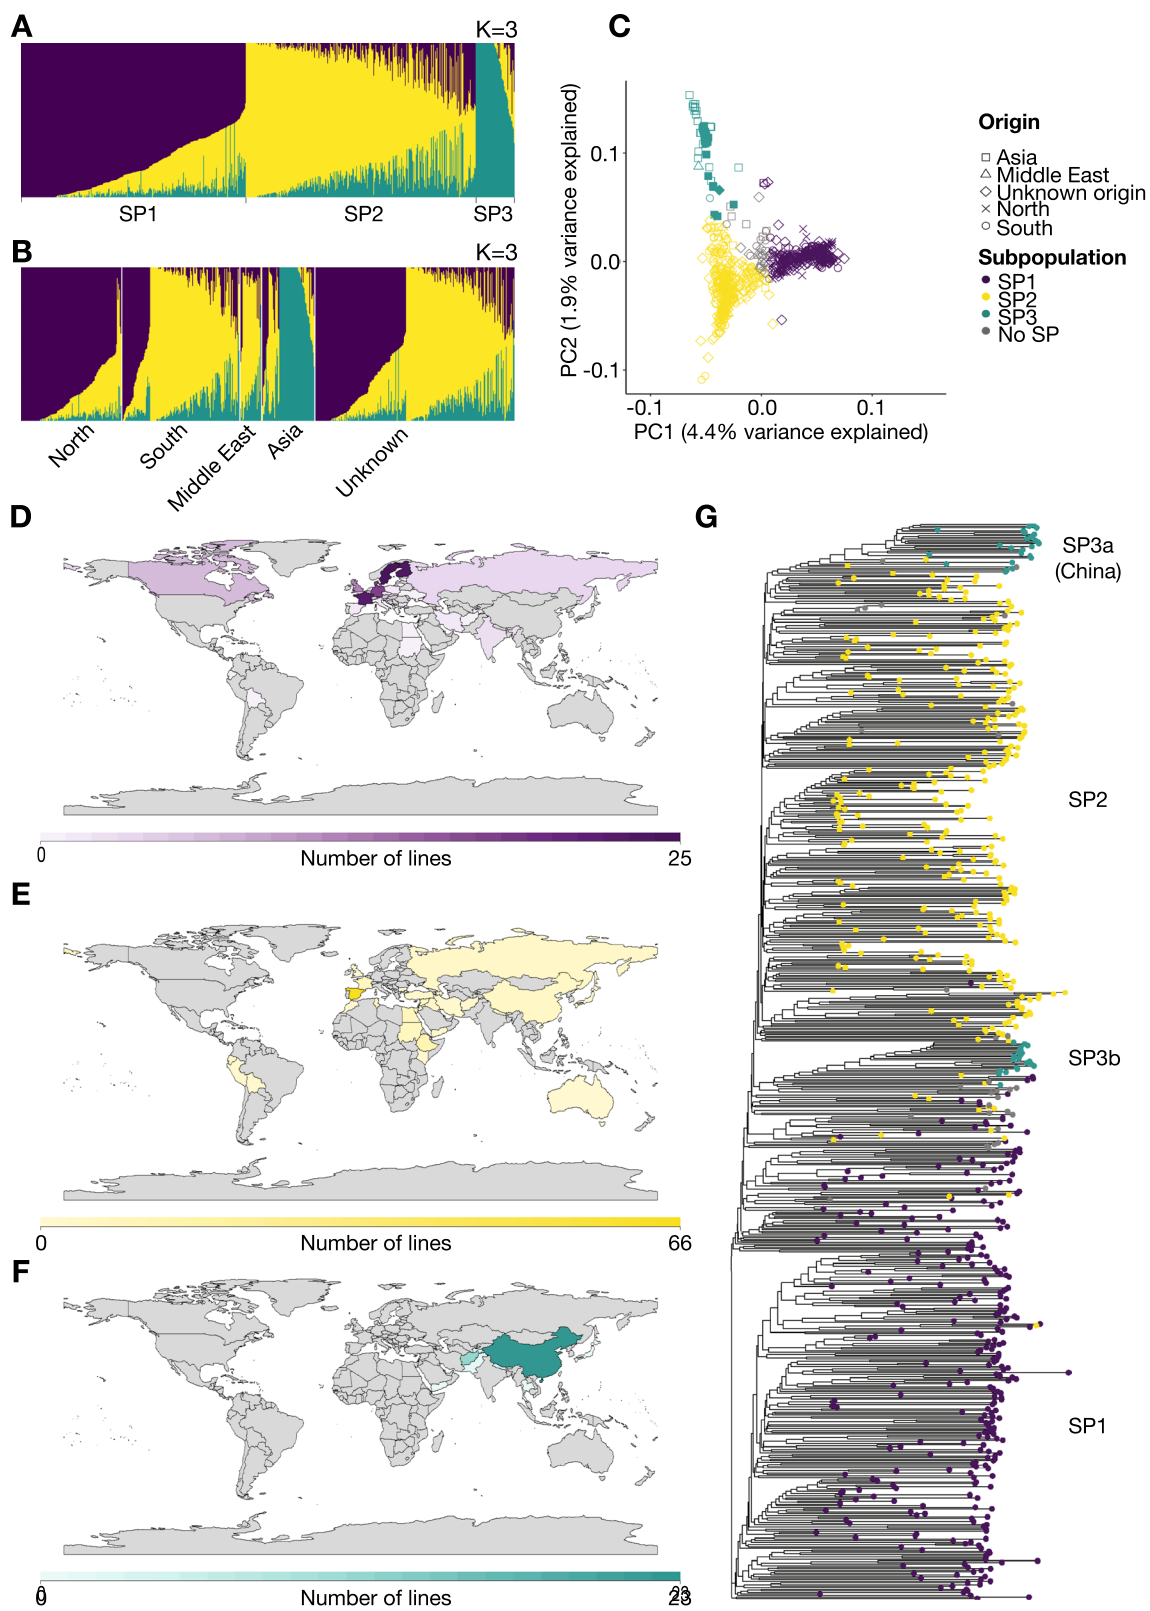 A
K=3
SP1
SP2
SP3
B
K=3
North
South
Middle East
Asia
Unknown
C
PC2 (1.9% variance explained)
0.1
0.0
-0.1
-0.1
0.0
0.1
PC1 (4.4% variance explained)
Origin
Asia
Middle East
Unknown origin
North
South
Subpopulation
SP1
SP2
SP3
No SP
D
0
Number of lines
25
E
0
Number of lines
66
F
0
Number of lines
23
G
SP3a
(China)
SP2
SP3b
SP1